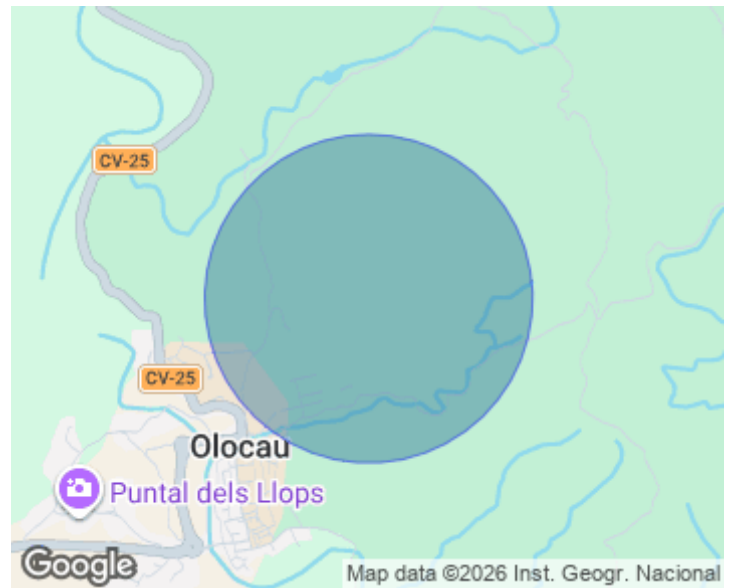 CV-25
CV-25
Olocau
Puntal dels Llops
Google
Map data ©2026 Inst. Geogr. Nacional